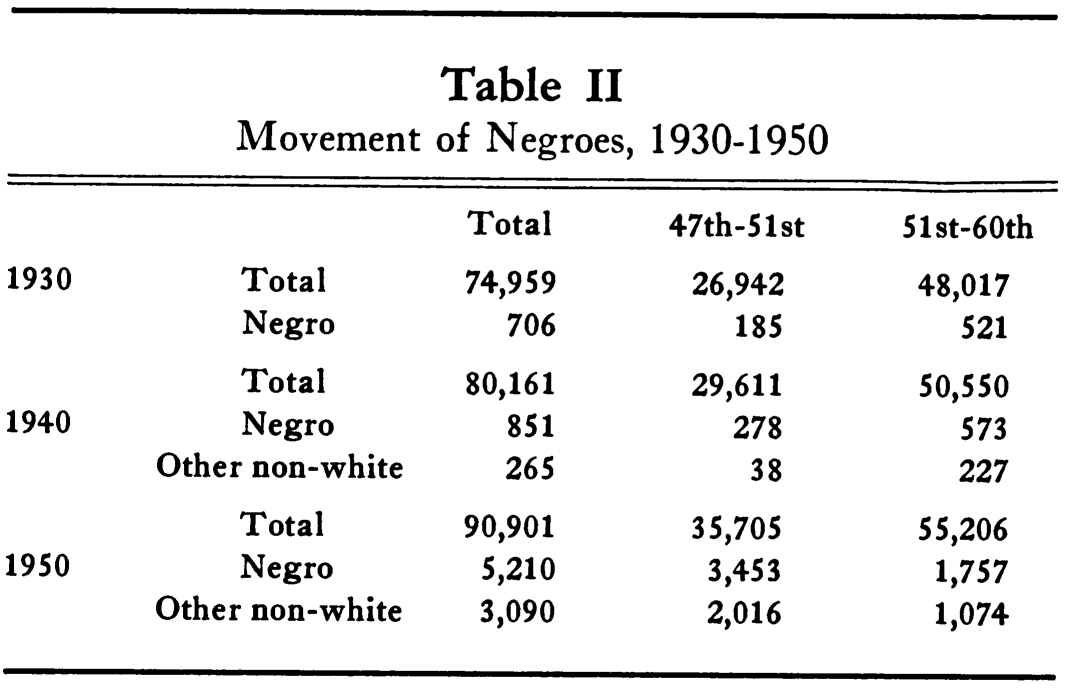 Table II
Movement of Negroes, 1930-1950
Total 47th-51st 51st-60th
1930 Total 74,959 26,942 48,017
Negro 706 185 521
Total 80,161 29,611 50,550
1940 Negro 851 278 573
Other non-white 265 38 227
Total 90,901 35,705 55,206
1950 Negro 5,210 3,453 1,757
Other non-white 3,090 2,016 1,074